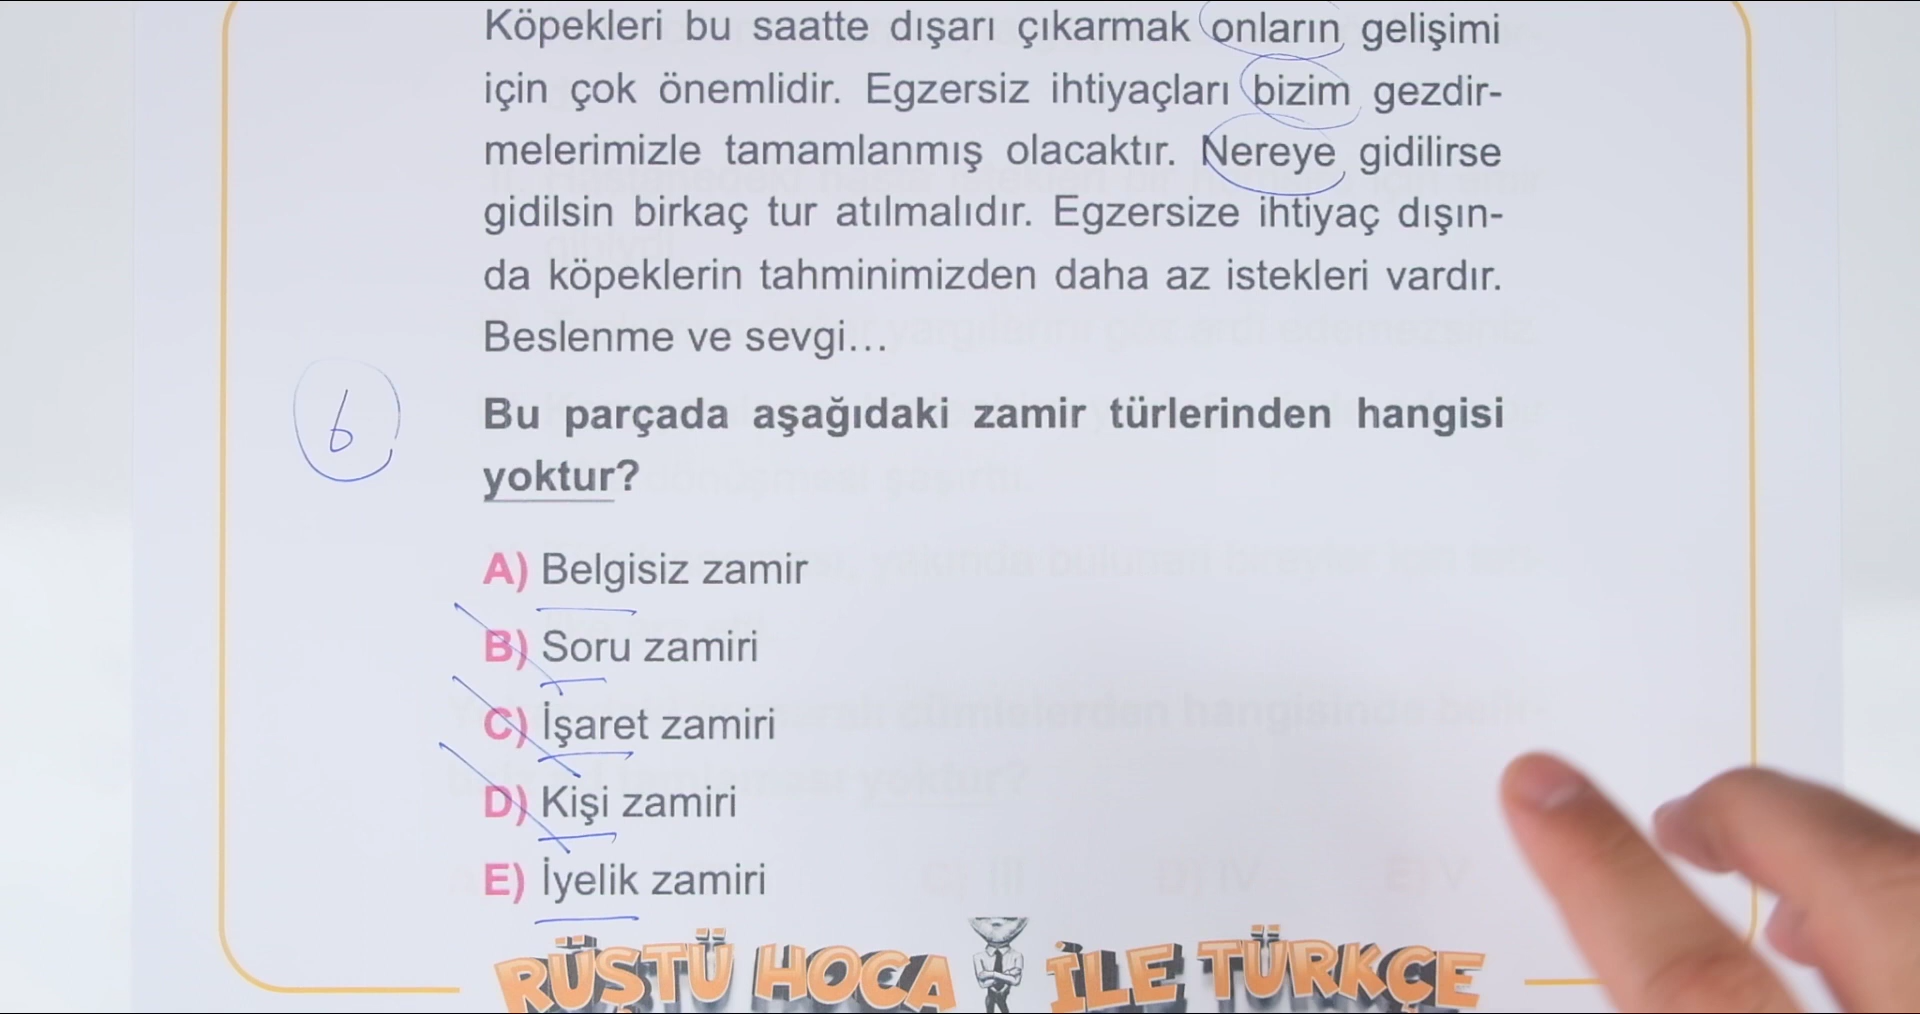 Köpekleri bu saatte dışarı çıkarmak onların gelişimi
için çok önemlidir. Egzersiz ihtiyaçları bizim gezdir-
melerimizle tamamlanmış olacaktır. Nereye gidilirse
gidilsin birkaç tur atılmalıdır. Egzersize ihtiyaç dışın-
da köpeklerin tahminimizden daha az istekleri vardır.
Beslenme ve sevgi...
6
Bu parçada aşağıdaki zamir türlerinden hangisi
yoktur?
A) Belgisiz zamir
B) Soru zamiri
C) İşaret zamiri
D) Kişi zamiri
E) İyelik zamiri
RÜŞTÜ HOCA İLE TÜRKÇE